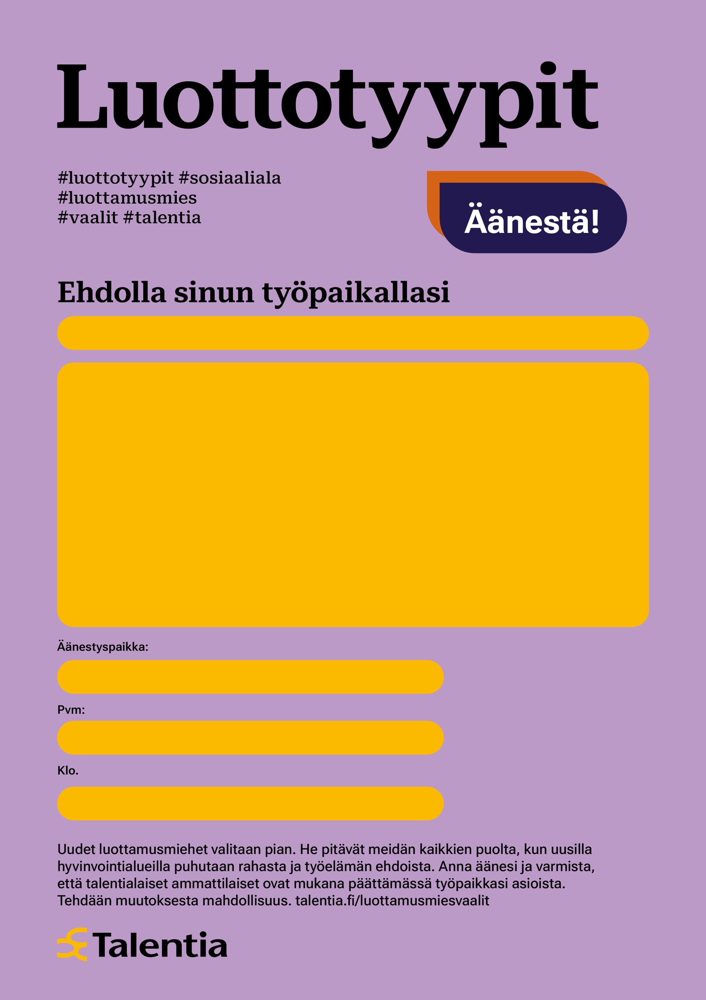 Luottotyypit
#luottotyypit #sosiaaliala
#luottamusmies
#vaalit #talentia
Äänestä!
Ehdolla sinun työpaikallasi
Äänestyspaikka:
Pvm:
Klo.
Uudet luottamusmiehet valitaan pian. He pitävät meidän kaikkien puolta, kun uusilla
hyvinvointialueilla puhutaan rahasta ja työelämän ehdoista. Anna äänesi ja varmista,
että talentialaiset ammattilaiset ovat mukana päättämässä työpaikkasi asioista.
Tehdään muutoksesta mahdollisuus. talentia.fi/luottamusmiesvaalit
Talentia